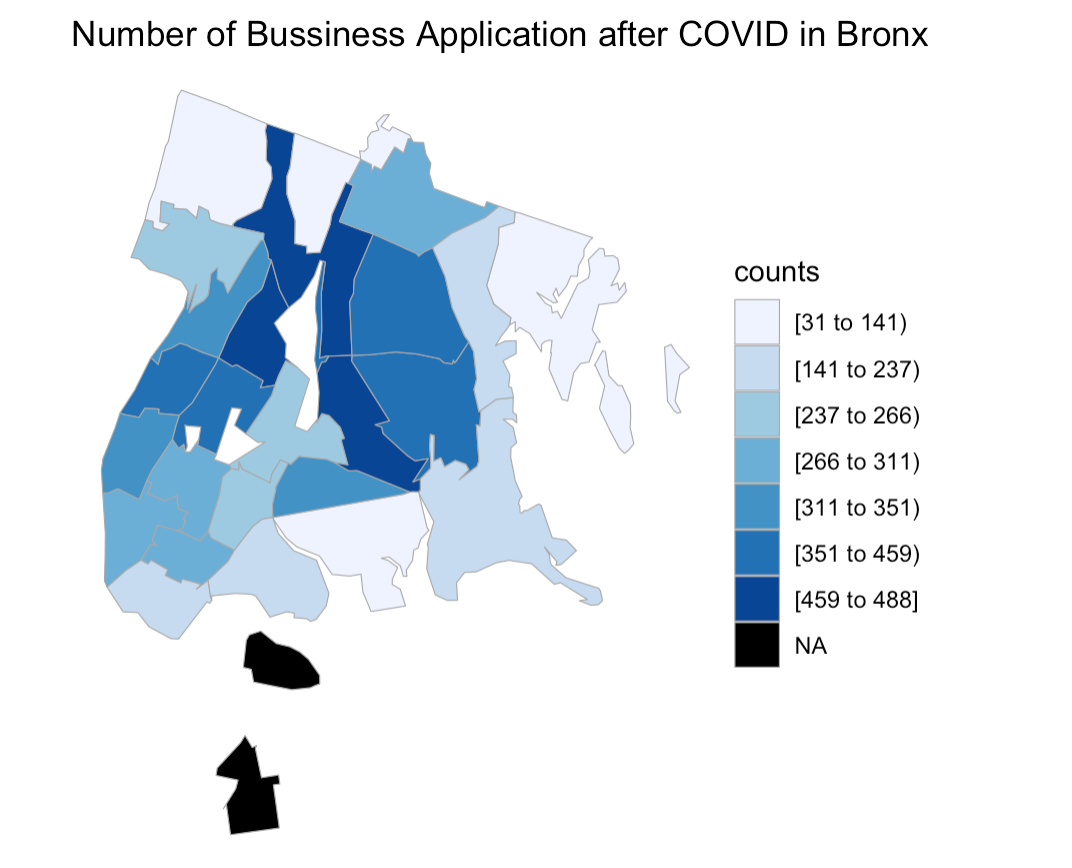 Number of Bussiness Application after COVID in Bronx
counts
[31 to 141)
[141 to 237)
[237 to 266)
[266 to 311)
[311 to 351)
[351 to 459)
[459 to 488]
NA